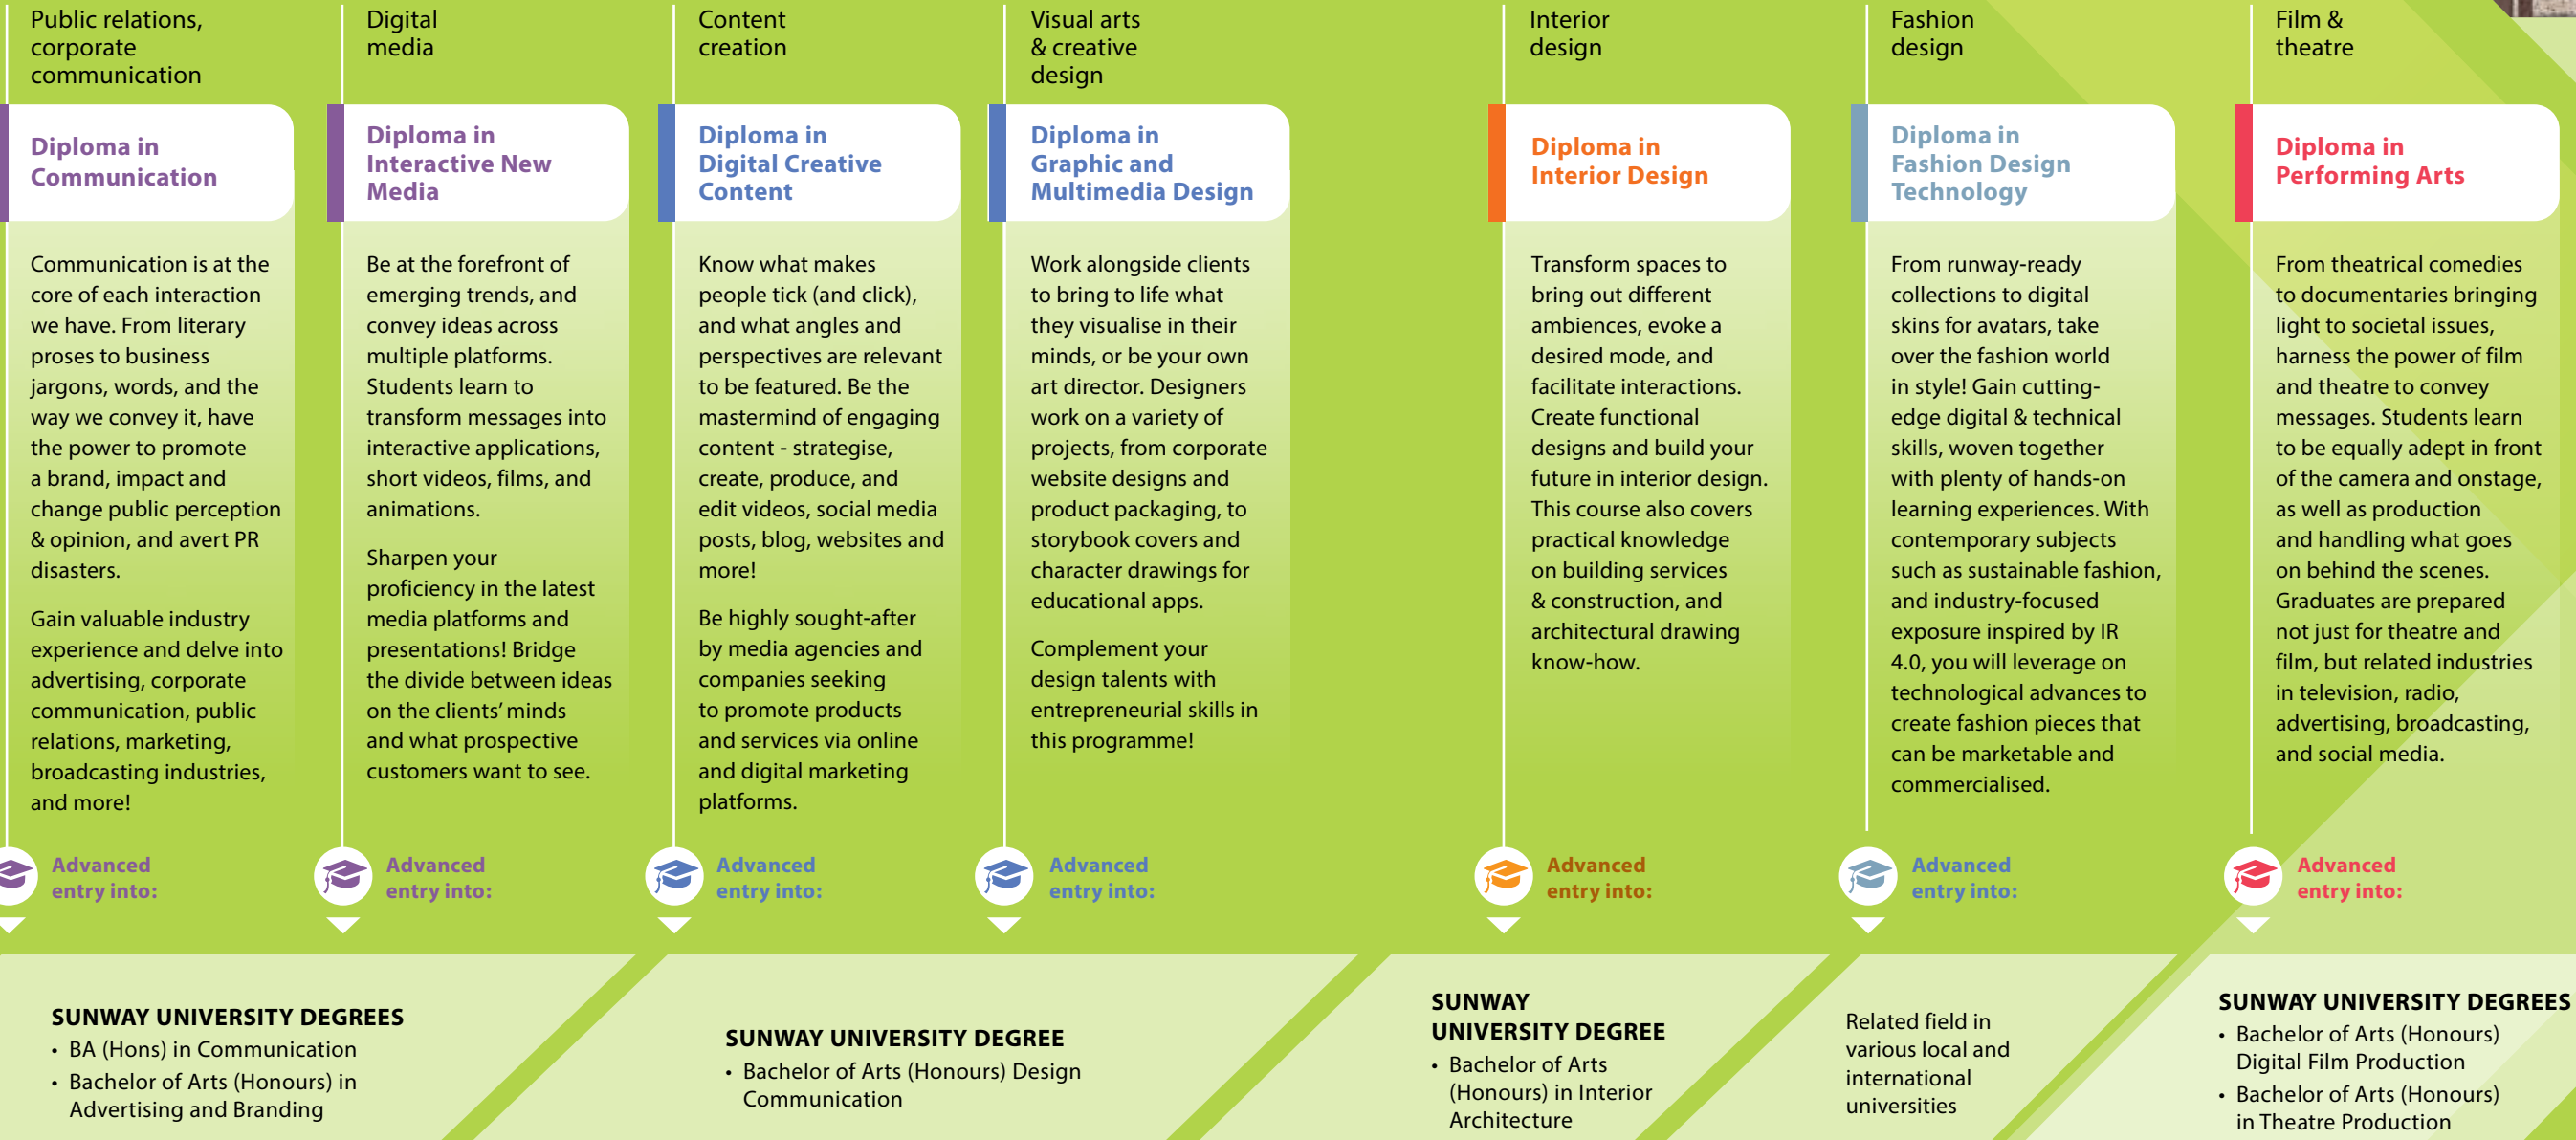 Public relations,
corporate
communication
Diploma in
Communication
Communication is at the
core of each interaction
we have. From literary
proses to business
jargons, words, and the
way we convey it, have
the power to promote
a brand, impact and
change public perception
& opinion, and avert PR
disasters.
Gain valuable industry
experience and delve into
advertising, corporate
communication, public
relations, marketing,
broadcasting industries,
and more!
Advanced
entry into:
Digital
media
Diploma in
Interactive New
Media
Be at the forefront of
emerging trends, and
convey ideas across
multiple platforms.
Students learn to
transform messages into
interactive applications,
short videos, films, and
animations.
Sharpen your
proficiency in the latest
media platforms and
presentations! Bridge
the divide between ideas
on the clients’ minds
and what prospective
customers want to see.
Advanced
entry into:
SUNWAY UNIVERSITY DEGREES
• BA (Hons) in Communication
• Bachelor of Arts (Honours) in
Advertising and Branding
Content
creation
Diploma in
Digital Creative
Content
Know what makes
people tick (and click),
and what angles and
perspectives are relevant
to be featured. Be the
mastermind of engaging
content - strategise,
create, produce, and
edit videos, social media
posts, blog, websites and
more!
Be highly sought-after
by media agencies and
companies seeking
to promote products
and services via online
and digital marketing
platforms.
Advanced
entry into:
Visual arts
& creative
design
Diploma in
Graphic and
Multimedia Design
Work alongside clients
to bring to life what
they visualise in their
minds, or be your own
art director. Designers
work on a variety of
projects, from corporate
website designs and
product packaging, to
storybook covers and
character drawings for
educational apps.
Complement your
design talents with
entrepreneurial skills in
this programme!
Advanced
entry into:
SUNWAY UNIVERSITY DEGREE
• Bachelor of Arts (Honours) Design
Communication
Interior
design
Diploma in
Interior Design
Transform spaces to
bring out different
ambiences, evoke a
desired mode, and
facilitate interactions.
Create functional
designs and build your
future in interior design.
This course also covers
practical knowledge
on building services
& construction, and
architectural drawing
know-how.
Advanced
entry into:
SUNWAY
UNIVERSITY DEGREE
• Bachelor of Arts
(Honours) in Interior
Architecture
Fashion
design
Diploma in
Fashion Design
Technology
From runway-ready
collections to digital
skins for avatars, take
over the fashion world
in style! Gain cutting-
edge digital & technical
skills, woven together
with plenty of hands-on
learning experiences. With
contemporary subjects
such as sustainable fashion,
and industry-focused
exposure inspired by IR
4.0, you will leverage on
technological advances to
create fashion pieces that
can be marketable and
commercialised.
Advanced
entry into:
Related field in
various local and
international
universities
Film &
theatre
Diploma in
Performing Arts
From theatrical comedies
to documentaries bringing
light to societal issues,
harness the power of film
and theatre to convey
messages. Students learn
to be equally adept in front
of the camera and onstage,
as well as production
and handling what goes
on behind the scenes.
Graduates are prepared
not just for theatre and
film, but related industries
in television, radio,
advertising, broadcasting,
and social media.
Advanced
entry into:
SUNWAY UNIVERSITY DEGREES
• Bachelor of Arts (Honours)
Digital Film Production
• Bachelor of Arts (Honours)
in Theatre Production